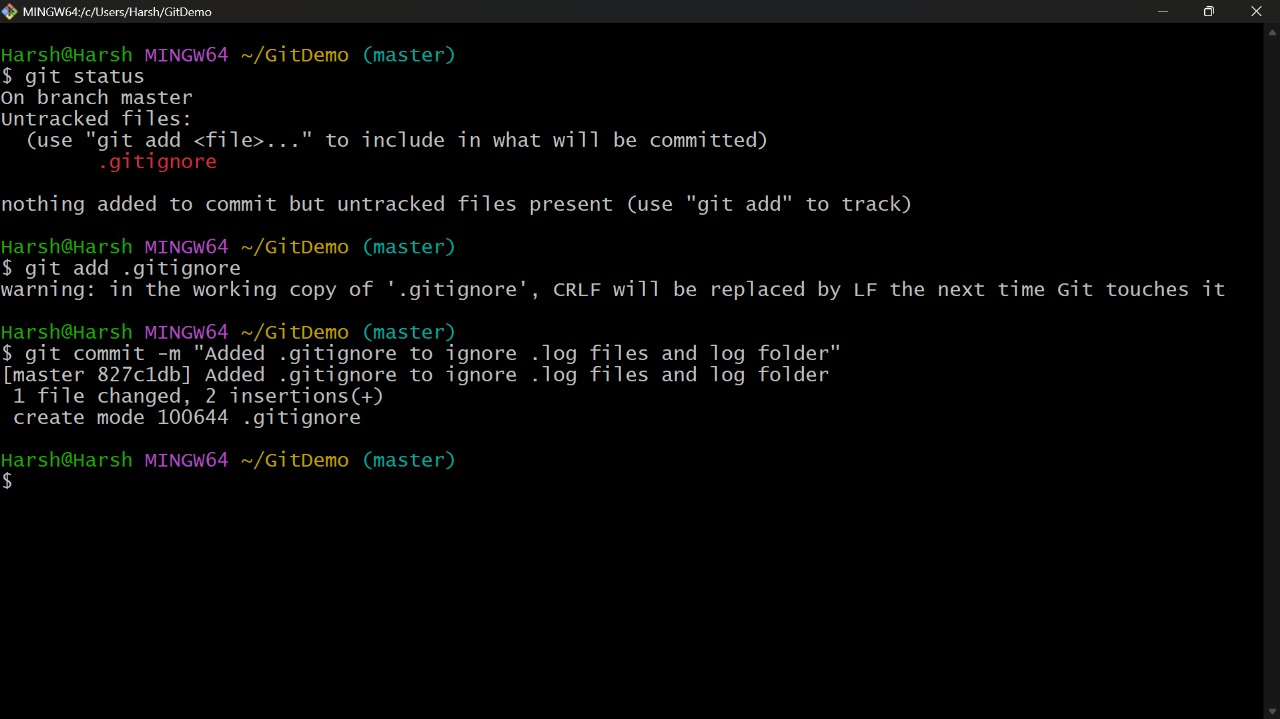 MINGW64:/c/Users/Harsh/GitDemo
Harsh@Harsh MINGW64 ~/GitDemo (master)
$ git status
On branch master
Untracked files:
  (use "git add <file>..." to include in what will be committed)
        .gitignore

nothing added to commit but untracked files present (use "git add" to track)

Harsh@Harsh MINGW64 ~/GitDemo (master)
$ git add .gitignore
warning: in the working copy of '.gitignore', CRLF will be replaced by LF the next time Git touches it

Harsh@Harsh MINGW64 ~/GitDemo (master)
$ git commit -m "Added .gitignore to ignore .log files and log folder"
[master 827c1db] Added .gitignore to ignore .log files and log folder
 1 file changed, 2 insertions(+)
 create mode 100644 .gitignore

Harsh@Harsh MINGW64 ~/GitDemo (master)
$